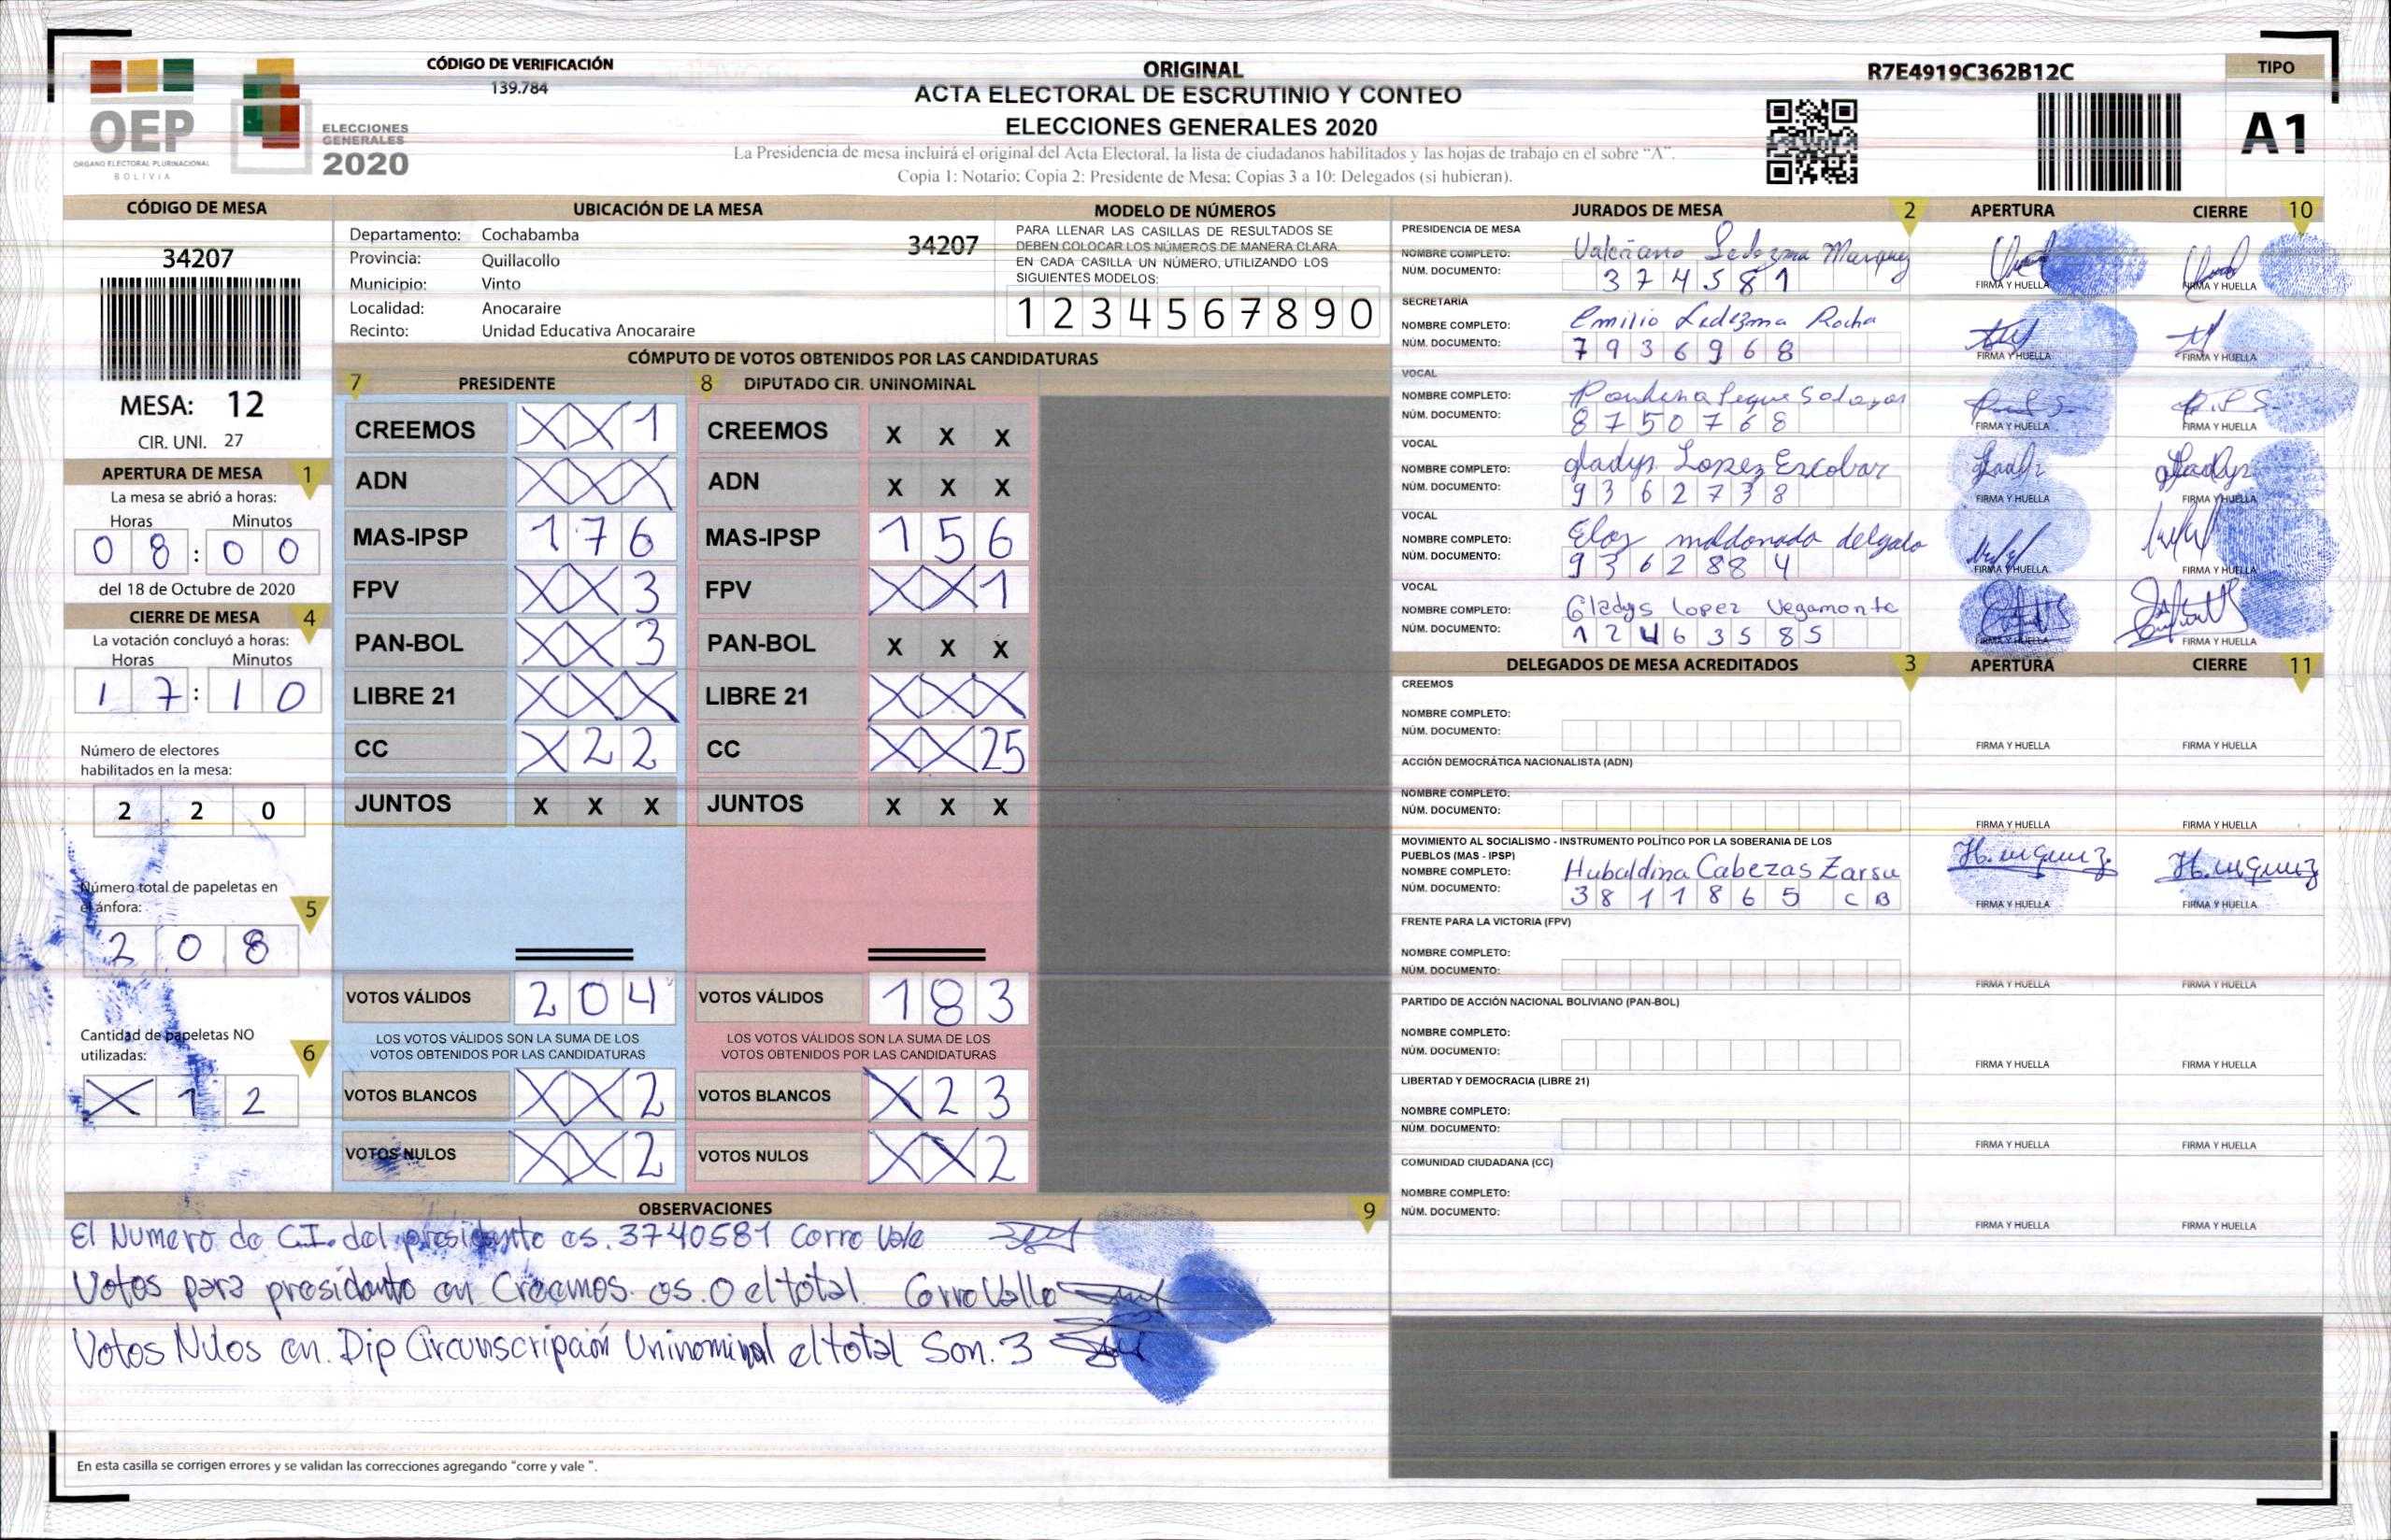 CÓDIGO DE VERIFICACIÓN
139.784
OEP
ÓRGANO ELECTORAL PLURINACIONAL
BOLIVIA
ELECCIONES
GENERALES
2020
ORIGINAL
ACTA ELECTORAL DE ESCRUTINIO Y CONTEO
ELECCIONES GENERALES 2020
La Presidencia de mesa incluirá el original del Acta Electoral, la lista de ciudadanos habilitados y las hojas de trabajo en el sobre "A".
Copia 1: Notario; Copia 2: Presidente de Mesa; Copias 3 a 10: Delegados (si hubieran).
R7E4919C362B12C
TIPO
A1
CÓDIGO DE MESA
34207
MESA: 12
CIR. UNI. 27
APERTURA DE MESA 1
La mesa se abrió a horas:
Horas Minutos
0 8 : 0 0
del 18 de Octubre de 2020
CIERRE DE MESA 4
La votación concluyó a horas:
Horas Minutos
1 7 : 1 0
Número de electores
habilitados en la mesa:
2 2 0
Número total de papeletas en
el ánfora: 5
2 0 8
Cantidad de papeletas NO
utilizadas: 6
X 1 2
UBICACIÓN DE LA MESA
Departamento: Cochabamba
34207
Provincia: Quillacollo
Municipio: Vinto
Localidad: Anocaraire
Recinto: Unidad Educativa Anocaraire
MODELO DE NÚMEROS
PARA LLENAR LAS CASILLAS DE RESULTADOS SE
DEBEN COLOCAR LOS NÚMEROS DE MANERA CLARA.
EN CADA CASILLA UN NÚMERO, UTILIZANDO LOS
SIGUIENTES MODELOS:
1 2 3 4 5 6 7 8 9 0
CÓMPUTO DE VOTOS OBTENIDOS POR LAS CANDIDATURAS
7 PRESIDENTE
CREEMOS X X 1
ADN X X X
MAS-IPSP 1 7 6
FPV X X 3
PAN-BOL X X 3
LIBRE 21 X X X
CC X 2 2
JUNTOS X X X
VOTOS VÁLIDOS 2 0 4
LOS VOTOS VÁLIDOS SON LA SUMA DE LOS
VOTOS OBTENIDOS POR LAS CANDIDATURAS
VOTOS BLANCOS X X 2
VOTOS NULOS X X 2
8 DIPUTADO CIR. UNINOMINAL
CREEMOS X X X
ADN X X X
MAS-IPSP 1 5 6
FPV X X 1
PAN-BOL X X X
LIBRE 21 X X X
CC X X 25
JUNTOS X X X
VOTOS VÁLIDOS 1 8 3
LOS VOTOS VÁLIDOS SON LA SUMA DE LOS
VOTOS OBTENIDOS POR LAS CANDIDATURAS
VOTOS BLANCOS X 2 3
VOTOS NULOS X X 2
OBSERVACIONES 9
El Numero de C.I. del presidente es. 3740581 Corre Vale
Votos para presidente en Creemos. es. 0 el total. Corre Valle
Votos Nulos en. Dip Circunscripción Uninominal el total Son. 3
En esta casilla se corrigen errores y se validan las correcciones agregando "corre y vale ".
JURADOS DE MESA 2 APERTURA CIERRE 10
PRESIDENCIA DE MESA
NOMBRE COMPLETO: Valeriano Ledezma Marquez
NÚM. DOCUMENTO: 3 7 4 5 8 1
FIRMA Y HUELLA FIRMA Y HUELLA
SECRETARÍA
NOMBRE COMPLETO: Emilio Ledezma Rocha
NÚM. DOCUMENTO: 7 9 3 6 9 6 8
FIRMA Y HUELLA FIRMA Y HUELLA
VOCAL
NOMBRE COMPLETO:
NÚM. DOCUMENTO: 8 7 5 0 7 6 8
FIRMA Y HUELLA FIRMA Y HUELLA
VOCAL
NOMBRE COMPLETO: gladys Lopez Escobar
NÚM. DOCUMENTO: 9 3 6 2 7 3 8
FIRMA Y HUELLA FIRMA Y HUELLA
VOCAL
NOMBRE COMPLETO: Eloy maldonado delgado
NÚM. DOCUMENTO: 9 3 6 2 8 8 4
FIRMA Y HUELLA FIRMA Y HUELLA
VOCAL
NOMBRE COMPLETO: Gladys Lopez Vegamonte
NÚM. DOCUMENTO: 1 2 4 6 3 5 8 5
FIRMA Y HUELLA FIRMA Y HUELLA
DELEGADOS DE MESA ACREDITADOS 3 APERTURA CIERRE 11
CREEMOS
NOMBRE COMPLETO:
NÚM. DOCUMENTO:
FIRMA Y HUELLA FIRMA Y HUELLA
ACCIÓN DEMOCRÁTICA NACIONALISTA (ADN)
NOMBRE COMPLETO:
NÚM. DOCUMENTO:
FIRMA Y HUELLA FIRMA Y HUELLA
MOVIMIENTO AL SOCIALISMO - INSTRUMENTO POLÍTICO POR LA SOBERANIA DE LOS
PUEBLOS (MAS - IPSP)
NOMBRE COMPLETO: Hubaldina Cabezas Zarsu
NÚM. DOCUMENTO: 3 8 1 1 8 6 5 C B
FIRMA Y HUELLA FIRMA Y HUELLA
FRENTE PARA LA VICTORIA (FPV)
NOMBRE COMPLETO:
NÚM. DOCUMENTO:
FIRMA Y HUELLA FIRMA Y HUELLA
PARTIDO DE ACCIÓN NACIONAL BOLIVIANO (PAN-BOL)
NOMBRE COMPLETO:
NÚM. DOCUMENTO:
FIRMA Y HUELLA FIRMA Y HUELLA
LIBERTAD Y DEMOCRACIA (LIBRE 21)
NOMBRE COMPLETO:
NÚM. DOCUMENTO:
FIRMA Y HUELLA FIRMA Y HUELLA
COMUNIDAD CIUDADANA (CC)
NOMBRE COMPLETO:
NÚM. DOCUMENTO:
FIRMA Y HUELLA FIRMA Y HUELLA